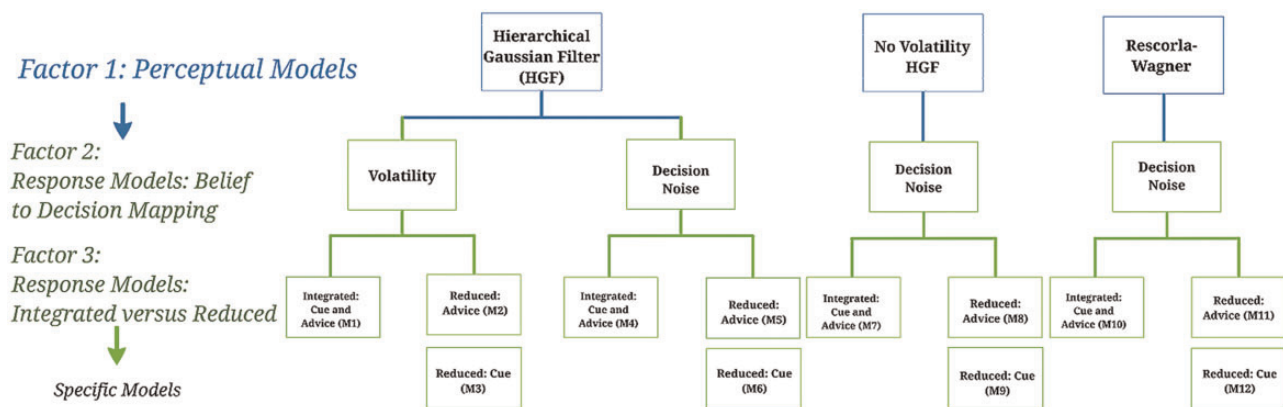 Factor 1: Perceptual Models
Hierarchical
Gaussian Filter
(HGF)
No Volatility
HGF
Rescorla-
Wagner
Factor 2:
Response Models: Belief
to Decision Mapping
Volatility
Decision
Noise
Decision
Noise
Decision
Noise
Factor 3:
Response Models:
Integrated versus Reduced
Integrated:
Cue and
Advice (M1)
Reduced:
Advice (M2)
Integrated:
Cue and
Advice (M4)
Reduced:
Advice (M5)
Integrated:
Cue and
Advice (M7)
Reduced:
Advice (M8)
Integrated:
Cue and
Advice (M10)
Reduced:
Advice (M11)
Specific Models
Reduced: Cue
(M3)
Reduced: Cue
(M6)
Reduced: Cue
(M9)
Reduced: Cue
(M12)